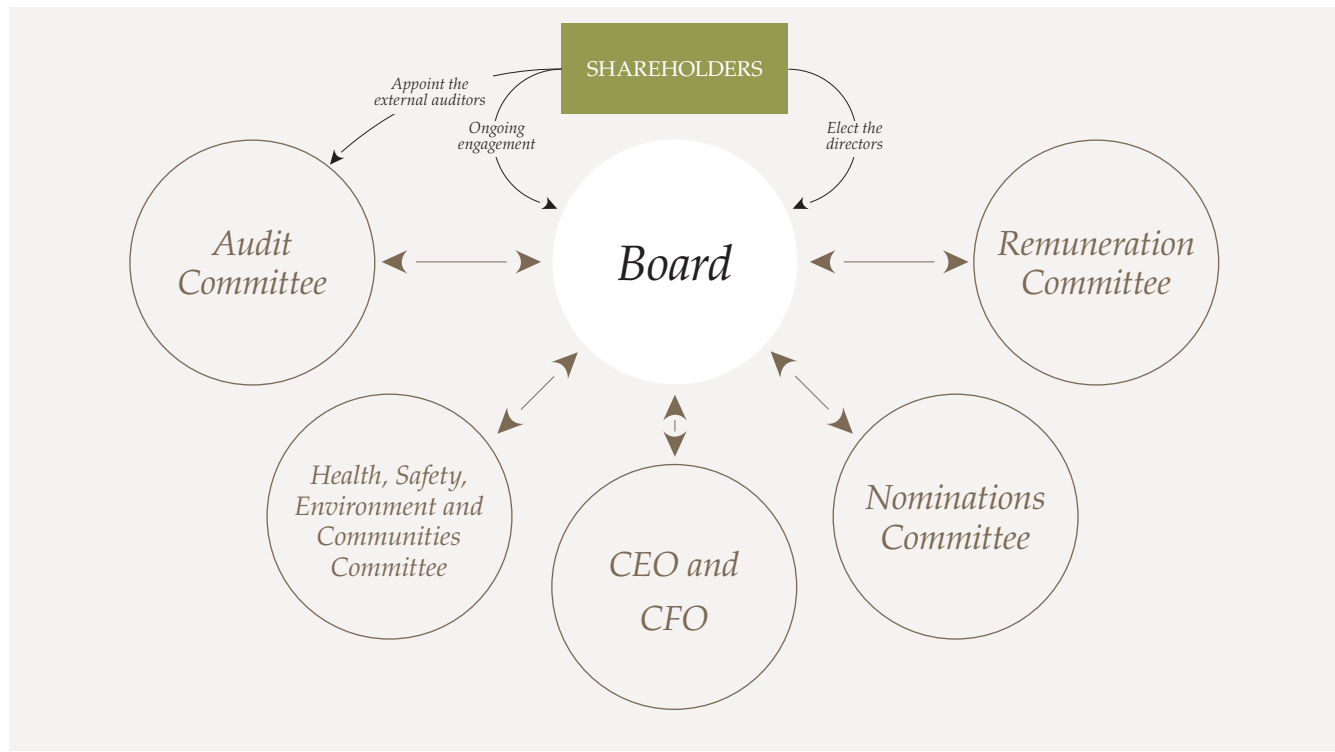 SHAREHOLDERS
Appoint the
external auditors
Ongoing
engagement
Elect the
directors
Audit
Committee
Board
Remuneration
Committee
Health, Safety,
Environment and
Communities
Committee
CEO and
CFO
Nominations
Committee